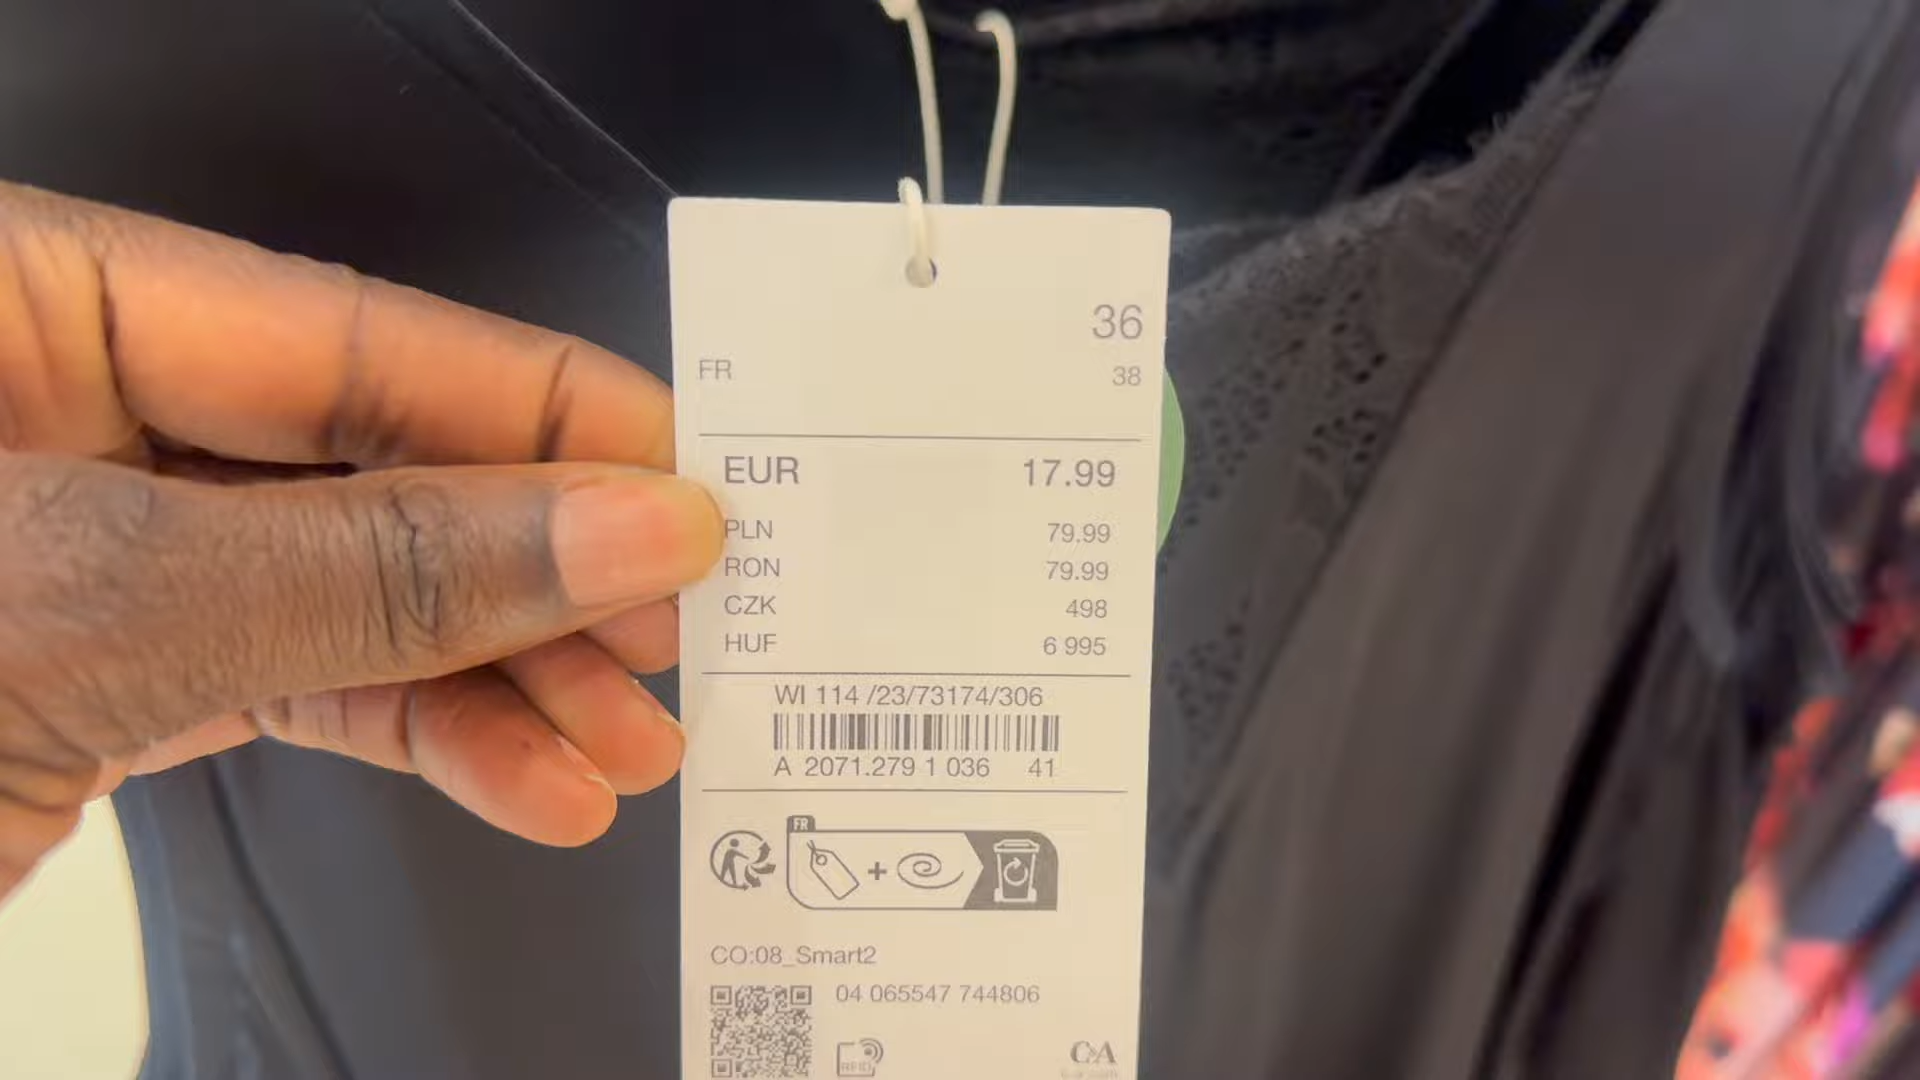 36
FR 38
EUR 17.99
PLN 79.99
RON 79.99
CZK 498
HUF 6 995
WI 114 /23/73174/306
A 2071.279 1 036 41
FR
CO:08_Smart2
04 065547 744806
RFID
C&A